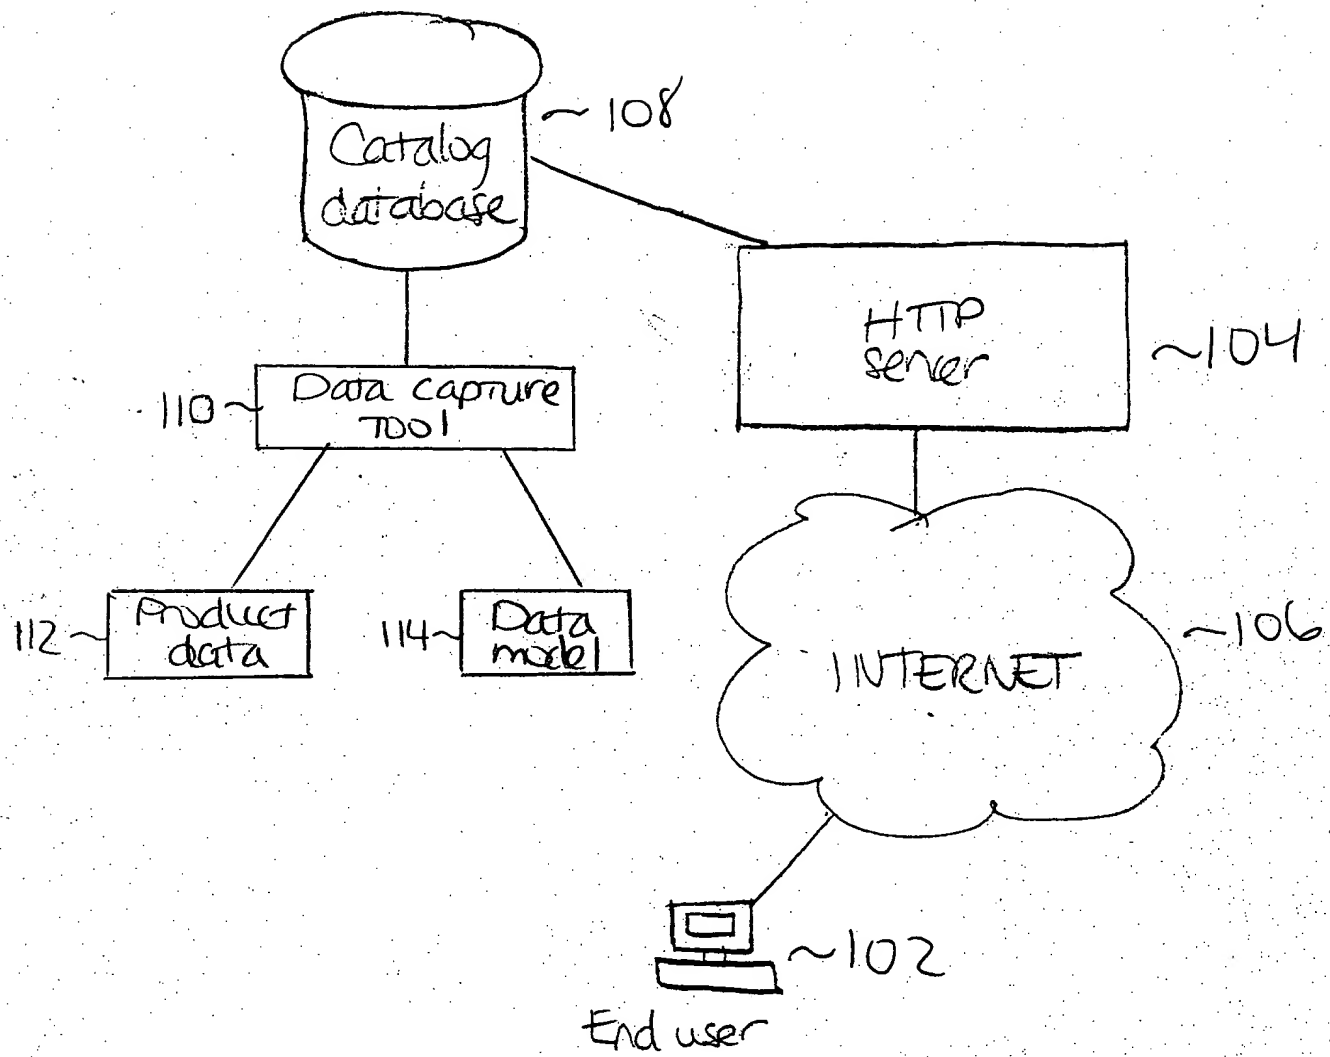 ~108
Catalog
database
HTTP
server
~104
110~
Data capture
Tool
112~
Product
data
114~
Data
model
INTERNET
~106
~102
End user